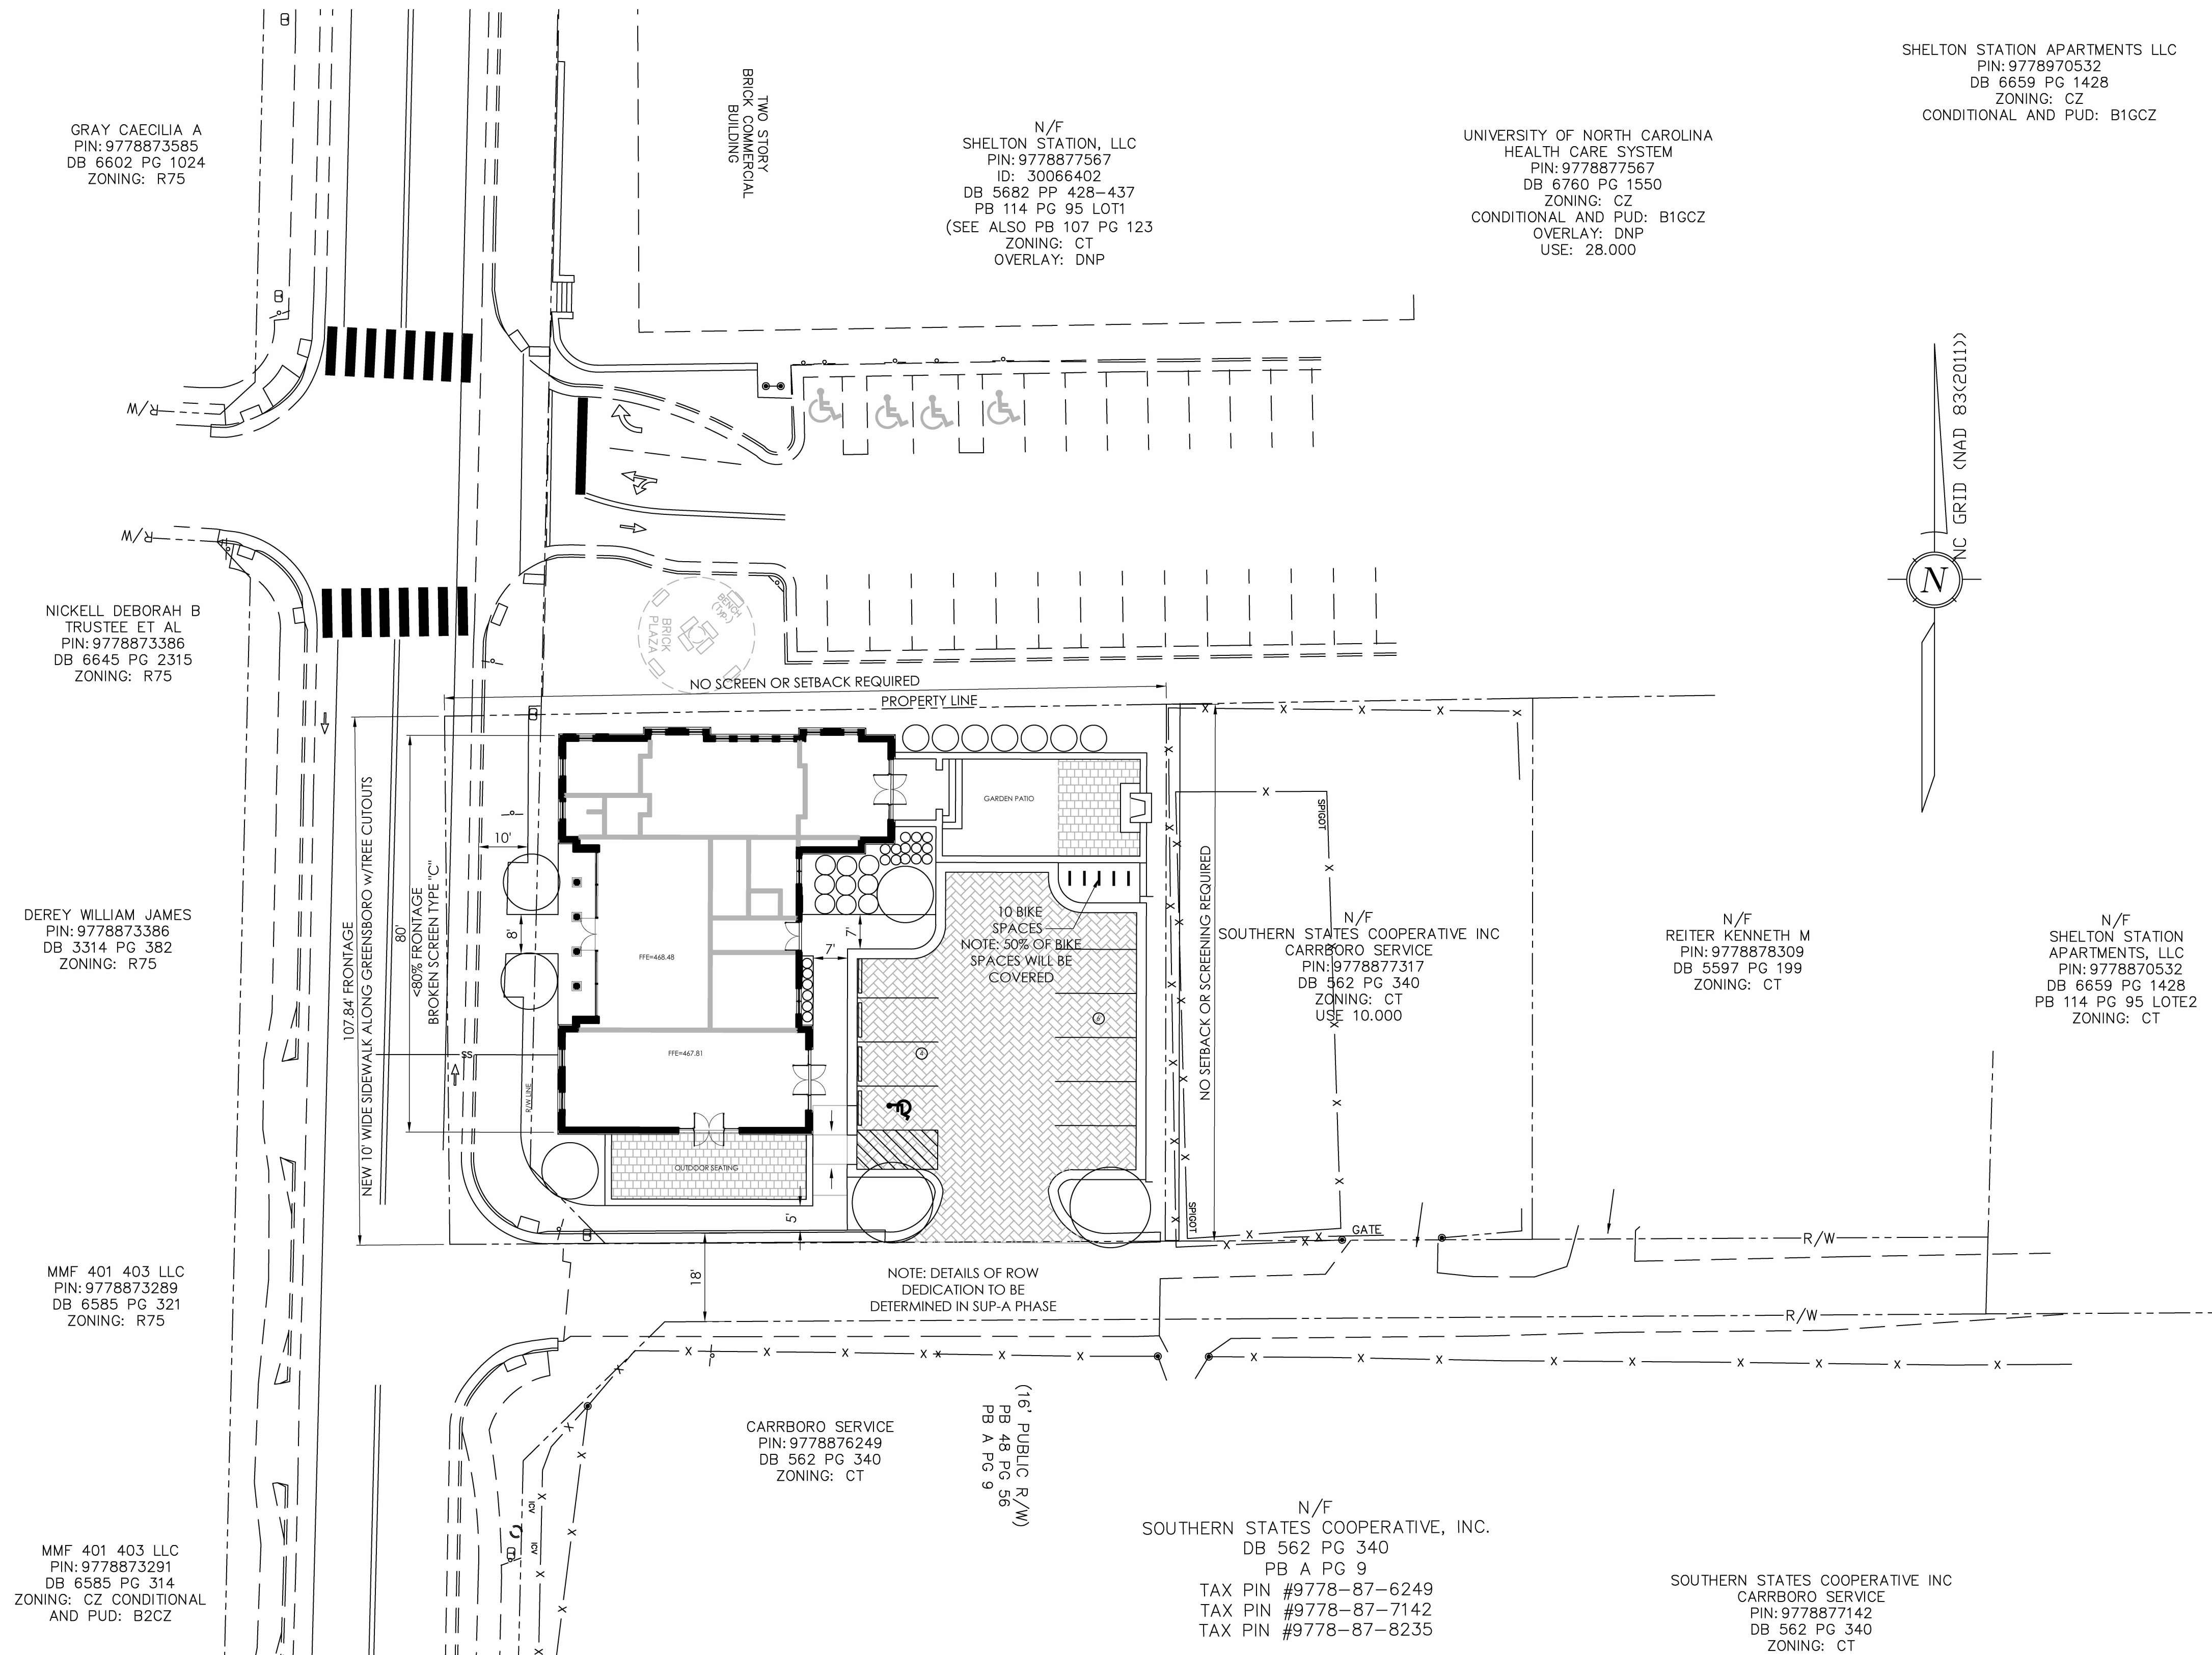 SHELTON STATION APARTMENTS LLC
PIN: 9778970532
DB 6659 PG 1428
ZONING: CZ
CONDITIONAL AND PUD: B1GCZ
GRAY CAECILIA A
PIN: 9778873585
DB 6602 PG 1024
ZONING: R75
TWO STORY
BRICK COMMERCIAL
BUILDING
N/F
SHELTON STATION, LLC
PIN: 9778877567
ID: 30066402
DB 5682 PP 428-437
PB 114 PG 95 LOT1
(SEE ALSO PB 107 PG 123
ZONING: CT
OVERLAY: DNP
UNIVERSITY OF NORTH CAROLINA
HEALTH CARE SYSTEM
PIN: 9778877567
DB 6760 PG 1550
ZONING: CZ
CONDITIONAL AND PUD: B1GCZ
OVERLAY: DNP
USE: 28.000
NC GRID (NAD 83(2011))
N
R/W
R/W
NICKELL DEBORAH B
TRUSTEE ET AL
PIN: 9778873386
DB 6645 PG 2315
ZONING: R75
BENCH
(TYP.)
BRICK
PLAZA
NO SCREEN OR SETBACK REQUIRED
PROPERTY LINE
107.84' FRONTAGE
NEW 10' WIDE SIDEWALK ALONG GREENSBORO w/TREE CUTOUTS
80'
<80% FRONTAGE
BROKEN SCREEN TYPE "C"
10'
8'
GARDEN PATIO
SPIGOT
NO SETBACK OR SCREENING REQUIRED
10 BIKE
SPACES
NOTE: 50% OF BIKE
SPACES WILL BE
COVERED
7'
7'
FFE=468.48
FFE=467.81
6
4
SS
R/W LINE
OUTDOOR SEATING
5'
18'
SPIGOT
GATE
DEREY WILLIAM JAMES
PIN: 9778873386
DB 3314 PG 382
ZONING: R75
N/F
SOUTHERN STATES COOPERATIVE INC
CARRBORO SERVICE
PIN: 9778877317
DB 562 PG 340
ZONING: CT
USE 10.000
N/F
REITER KENNETH M
PIN: 9778878309
DB 5597 PG 199
ZONING: CT
N/F
SHELTON STATION
APARTMENTS, LLC
PIN: 9778870532
DB 6659 PG 1428
PB 114 PG 95 LOTE2
ZONING: CT
R/W
R/W
NOTE: DETAILS OF ROW
DEDICATION TO BE
DETERMINED IN SUP-A PHASE
MMF 401 403 LLC
PIN: 9778873289
DB 6585 PG 321
ZONING: R75
CARRBORO SERVICE
PIN: 9778876249
DB 562 PG 340
ZONING: CT
(16' PUBLIC R/W)
PB 48 PG 56
PB A PG 9
ICV
ICV
N/F
SOUTHERN STATES COOPERATIVE, INC.
DB 562 PG 340
PB A PG 9
TAX PIN #9778-87-6249
TAX PIN #9778-87-7142
TAX PIN #9778-87-8235
MMF 401 403 LLC
PIN: 9778873291
DB 6585 PG 314
ZONING: CZ CONDITIONAL
AND PUD: B2CZ
SOUTHERN STATES COOPERATIVE INC
CARRBORO SERVICE
PIN: 9778877142
DB 562 PG 340
ZONING: CT